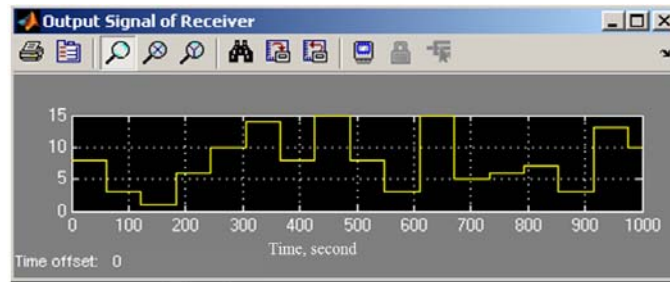 Output Signal of Receiver
15
10
5
0
0 100 200 300 400 500 600 700 800 900 1000
Time, second
Time offset: 0